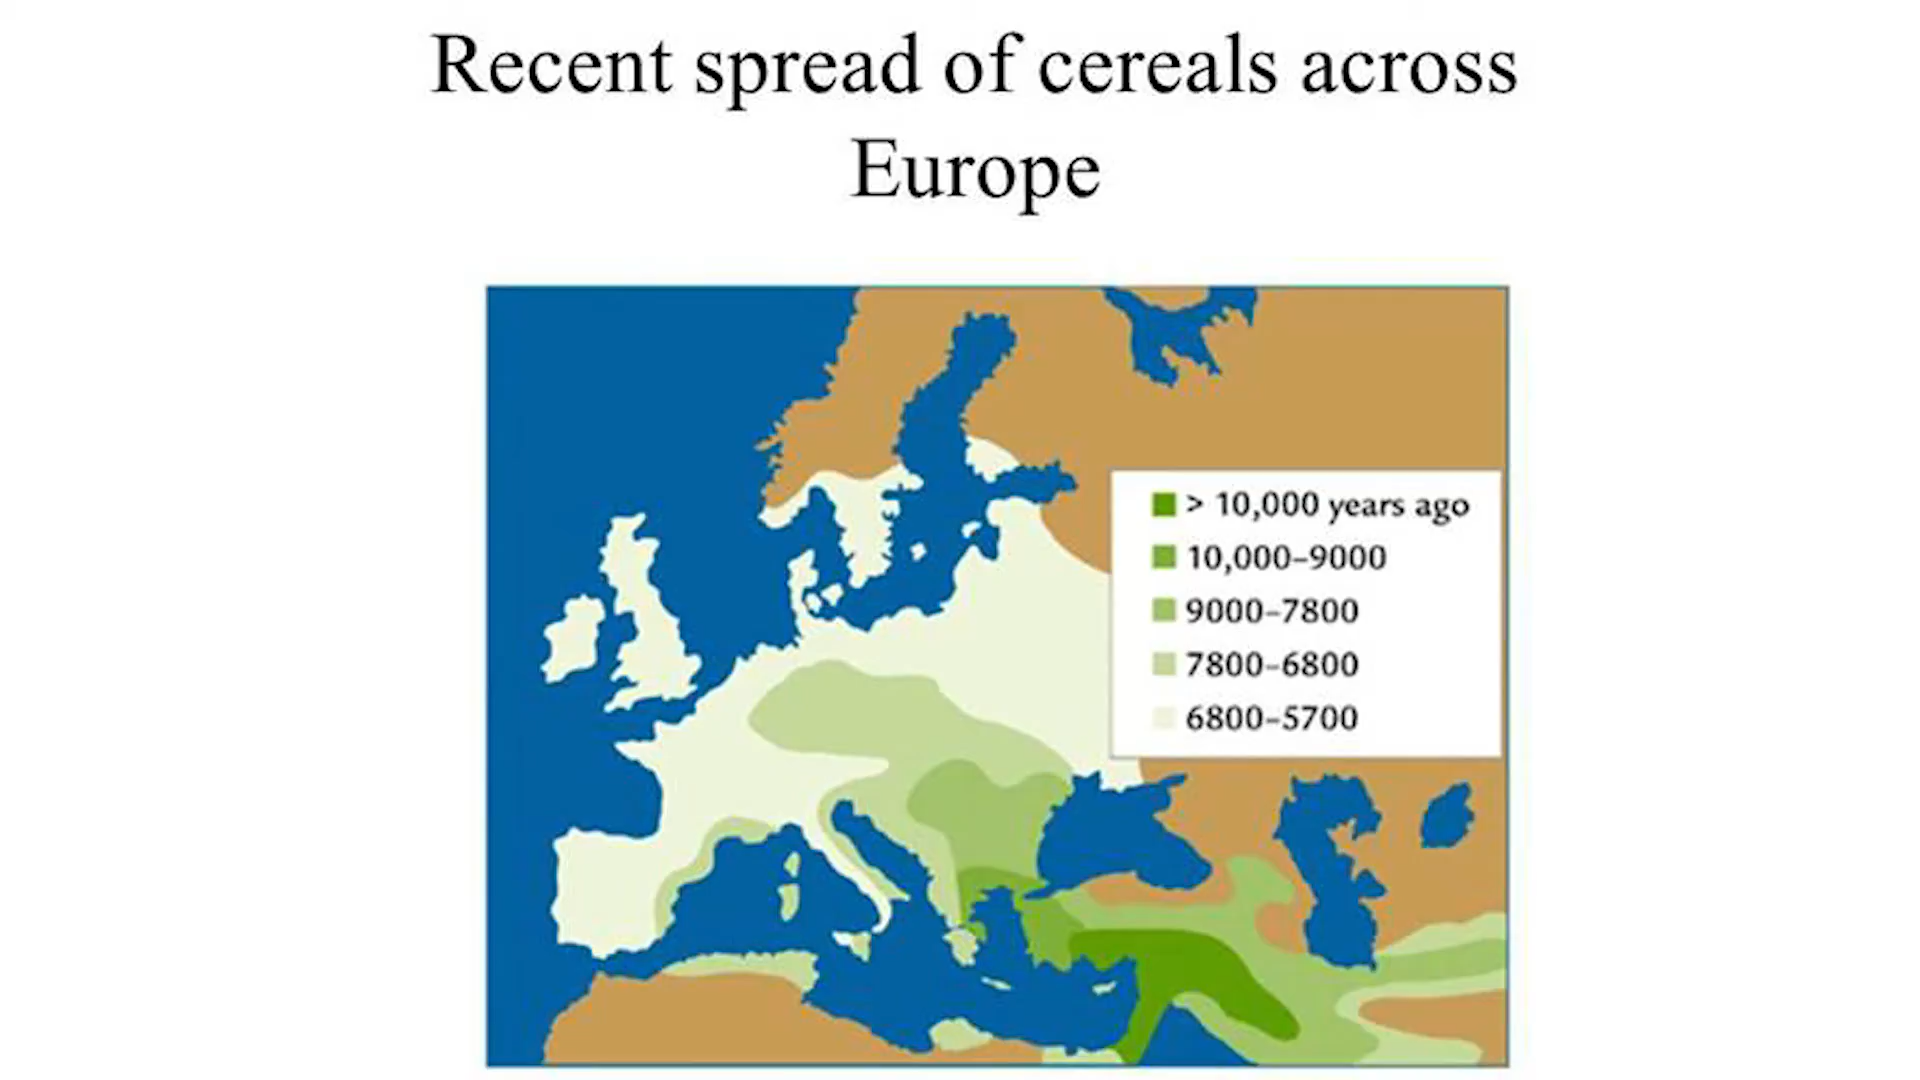 Recent spread of cereals across
Europe
> 10,000 years ago
10,000–9000
9000–7800
7800–6800
6800–5700